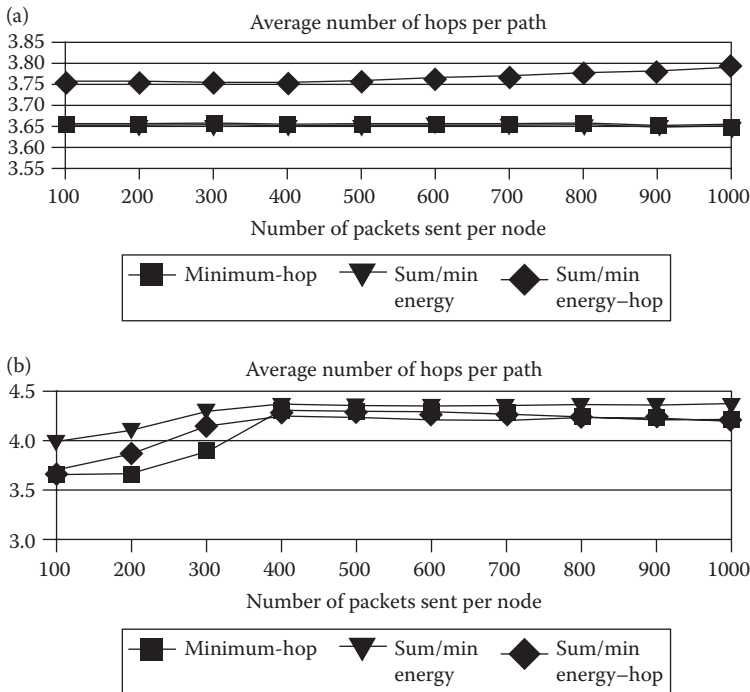 (a)
Average number of hops per path
3.85
3.80
3.75
3.70
3.65
3.60
3.55
100 200 300 400 500 600 700 800 900 1000
Number of packets sent per node
Minimum-hop Sum/min energy Sum/min energy–hop
(b)
Average number of hops per path
4.5
4.0
3.5
3.0
100 200 300 400 500 600 700 800 900 1000
Number of packets sent per node
Minimum-hop Sum/min energy Sum/min energy–hop